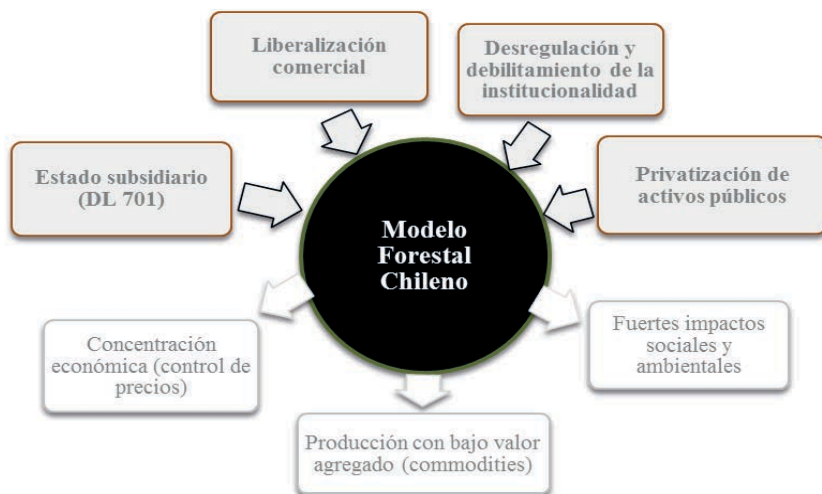 Liberalización
comercial
Desregulación y
debilitamiento de la
institucionalidad
Estado subsidiario
(DL 701)
Privatización de
activos públicos
Modelo
Forestal
Chileno
Concentración
económica (control de
precios)
Fuertes impactos
sociales y
ambientales
Producción con bajo valor
agregado (commodities)